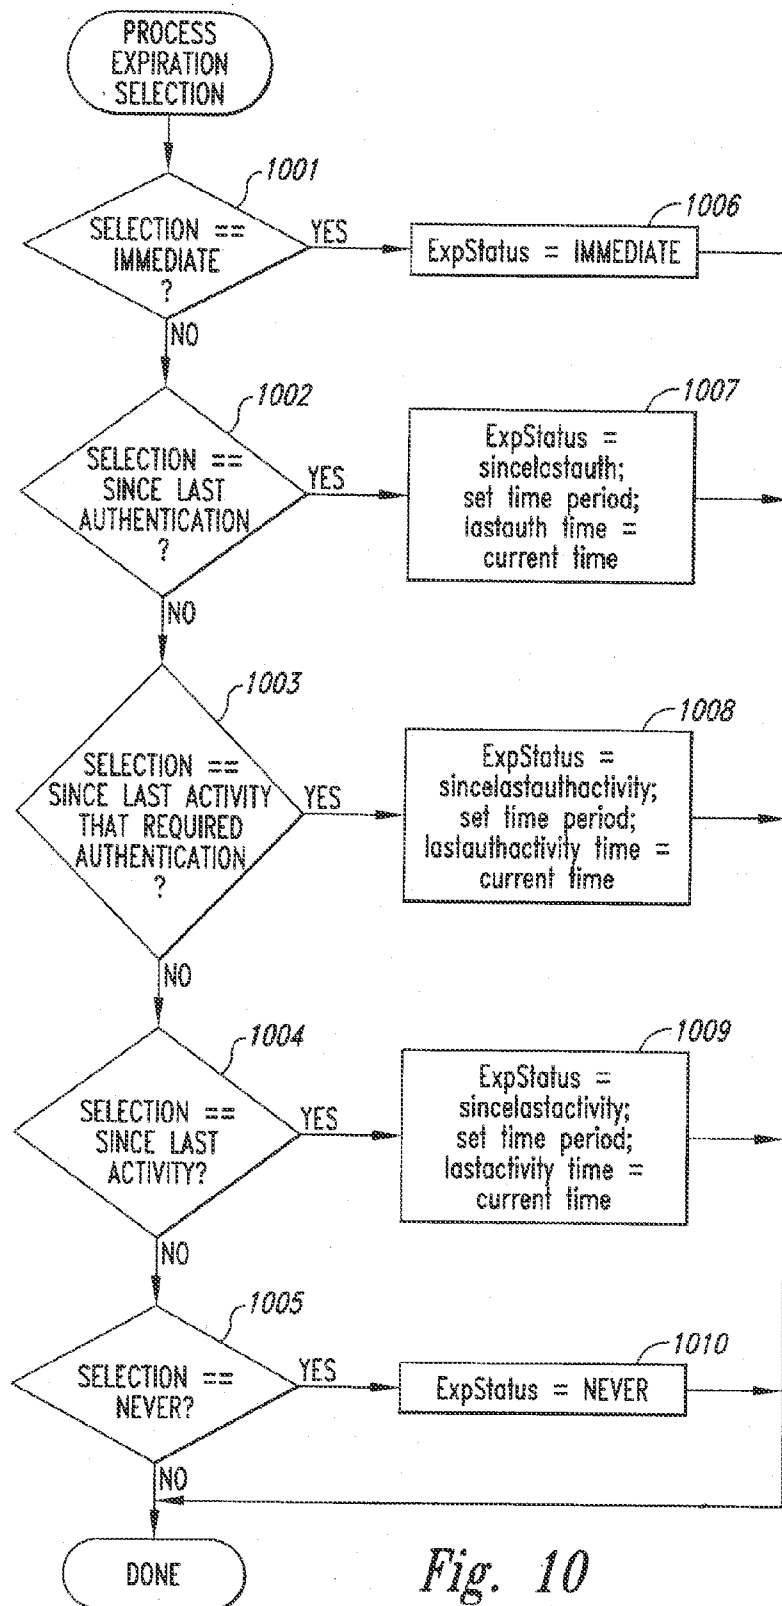 PROCESS
EXPIRATION
SELECTION
1001
SELECTION ==
IMMEDIATE
?
YES
1006
ExpStatus = IMMEDIATE
NO
1002
SELECTION ==
SINCE LAST
AUTHENTICATION
?
YES
1007
ExpStatus =
sincelastauth;
set time period;
lastauth time =
current time
NO
1003
SELECTION ==
SINCE LAST ACTIVITY
THAT REQUIRED
AUTHENTICATION
?
YES
1008
ExpStatus =
sincelastauthactivity;
set time period;
lastauthactivity time =
current time
NO
1004
SELECTION ==
SINCE LAST
ACTIVITY?
YES
1009
ExpStatus =
sincelastactivity;
set time period;
lastactivity time =
current time
NO
1005
SELECTION ==
NEVER?
YES
1010
ExpStatus = NEVER
NO
DONE
Fig. 10